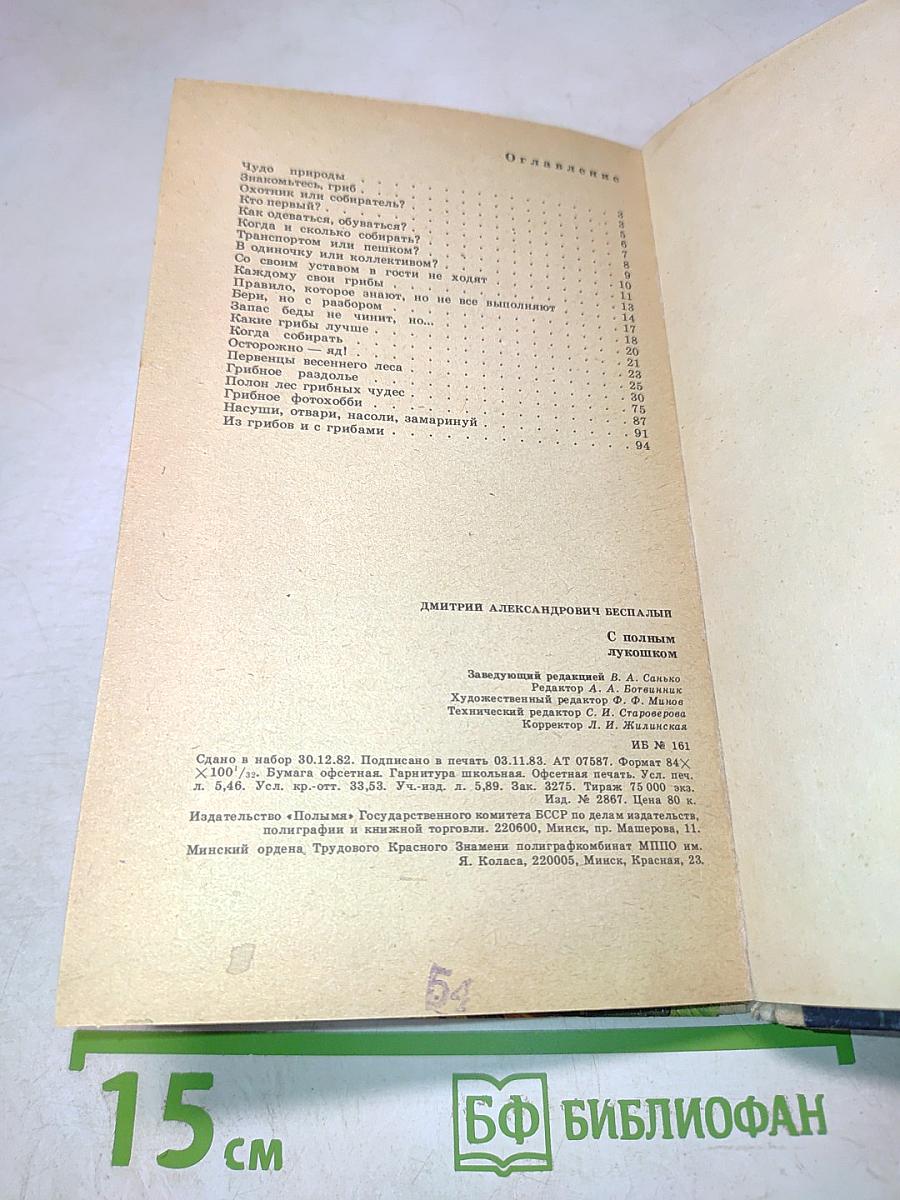 Оглавление
Чудо природы . . . . 3
Знакомьтесь, гриб . . . . 3
Охотник или собиратель? . . . . 5
Кто первый? . . . . 6
Как одеваться, обуваться? . . . . 7
Когда и сколько собирать? . . . . 8
Транспортом или пешком? . . . . 9
В одиночку или коллективом? . . . . 10
Со своим уставом в гости не ходят . . . . 11
Каждому свои грибы . . . . 13
Правило, которое знают, но не все выполняют . . . . 14
Бери, но с разбором . . . . 17
Запас беды не чинит, но... . . . . 18
Какие грибы лучше . . . . 20
Когда собирать . . . . 21
Осторожно — яд! . . . . 23
Первенцы весеннего леса . . . . 25
Грибное раздолье . . . . 30
Полон лес грибных чудес . . . . 75
Грибное фотохобби . . . . 87
Насуши, отвари, насоли, замаринуй . . . . 91
Из грибов и с грибами . . . . 94
ДМИТРИЙ АЛЕКСАНДРОВИЧ БЕСПАЛЫЙ
С полным
лукошком
Заведующий редакцией В. А. Санько
Редактор А. А. Ботвинник
Художественный редактор Ф. Ф. Минов
Технический редактор С. И. Староверова
Корректор Л. И. Жилинская
ИБ № 161
Сдано в набор 30.12.82. Подписано в печать 03.11.83. АТ 07587. Формат 84×
×100¹/₃₂. Бумага офсетная. Гарнитура школьная. Офсетная печать. Усл. печ.
л. 5,46. Усл. кр.-отт. 33,53. Уч.-изд. л. 5,89. Зак. 3275. Тираж 75 000 экз.
Изд. № 2867. Цена 80 к.
Издательство «Полымя» Государственного комитета БССР по делам издательств,
полиграфии и книжной торговли. 220600, Минск, пр. Машерова, 11.
Минский ордена Трудового Красного Знамени полиграфкомбинат МППО им.
Я. Коласа, 220005, Минск, Красная, 23.
54
15 см
БФ БИБЛИОФАН